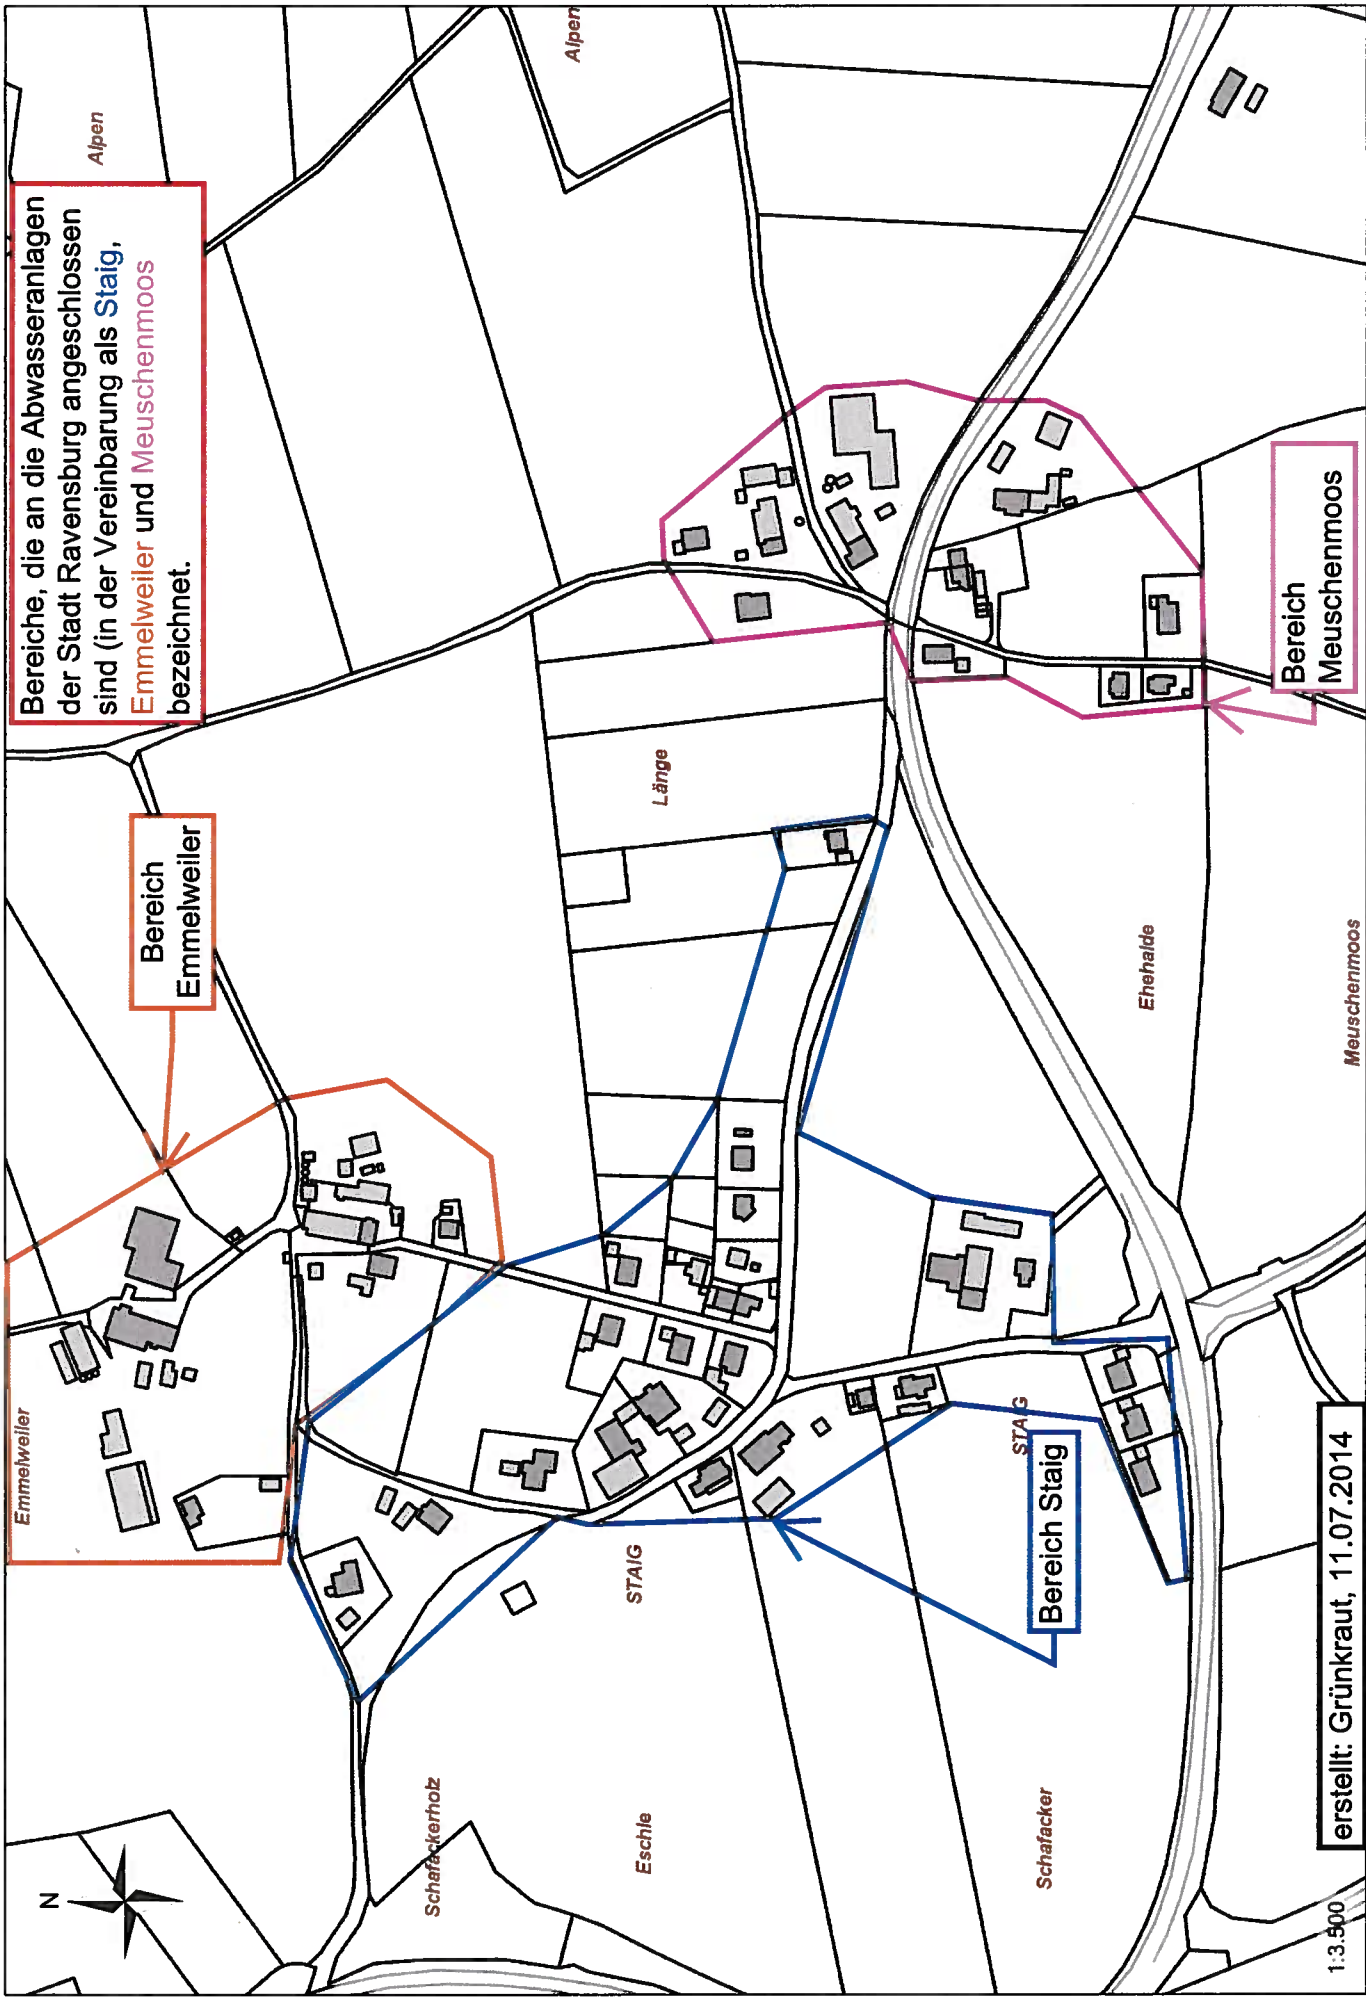 Bereiche, die an die Abwasseranlagen
der Stadt Ravensburg angeschlossen
sind (in der Vereinbarung als Staig,
Emmelweiler und Meuschenmoos
bezeichnet.
Alpen
Alpen
N
Emmelweiler
Bereich
Emmelweiler
Schafackerholz
Eschle
STAIG
Länge
Schafacker
Bereich Staig
STAIG
Ehehalde
Bereich
Meuschenmoos
Meuschenmoos
1:3.500
erstellt: Grünkraut, 11.07.2014